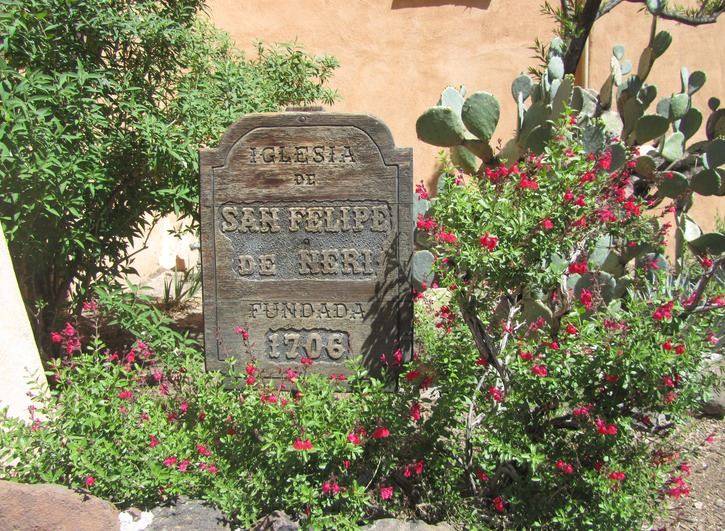 IGLESIA
DE
SAN FELIPE
DE NERI
FUNDADA
1706